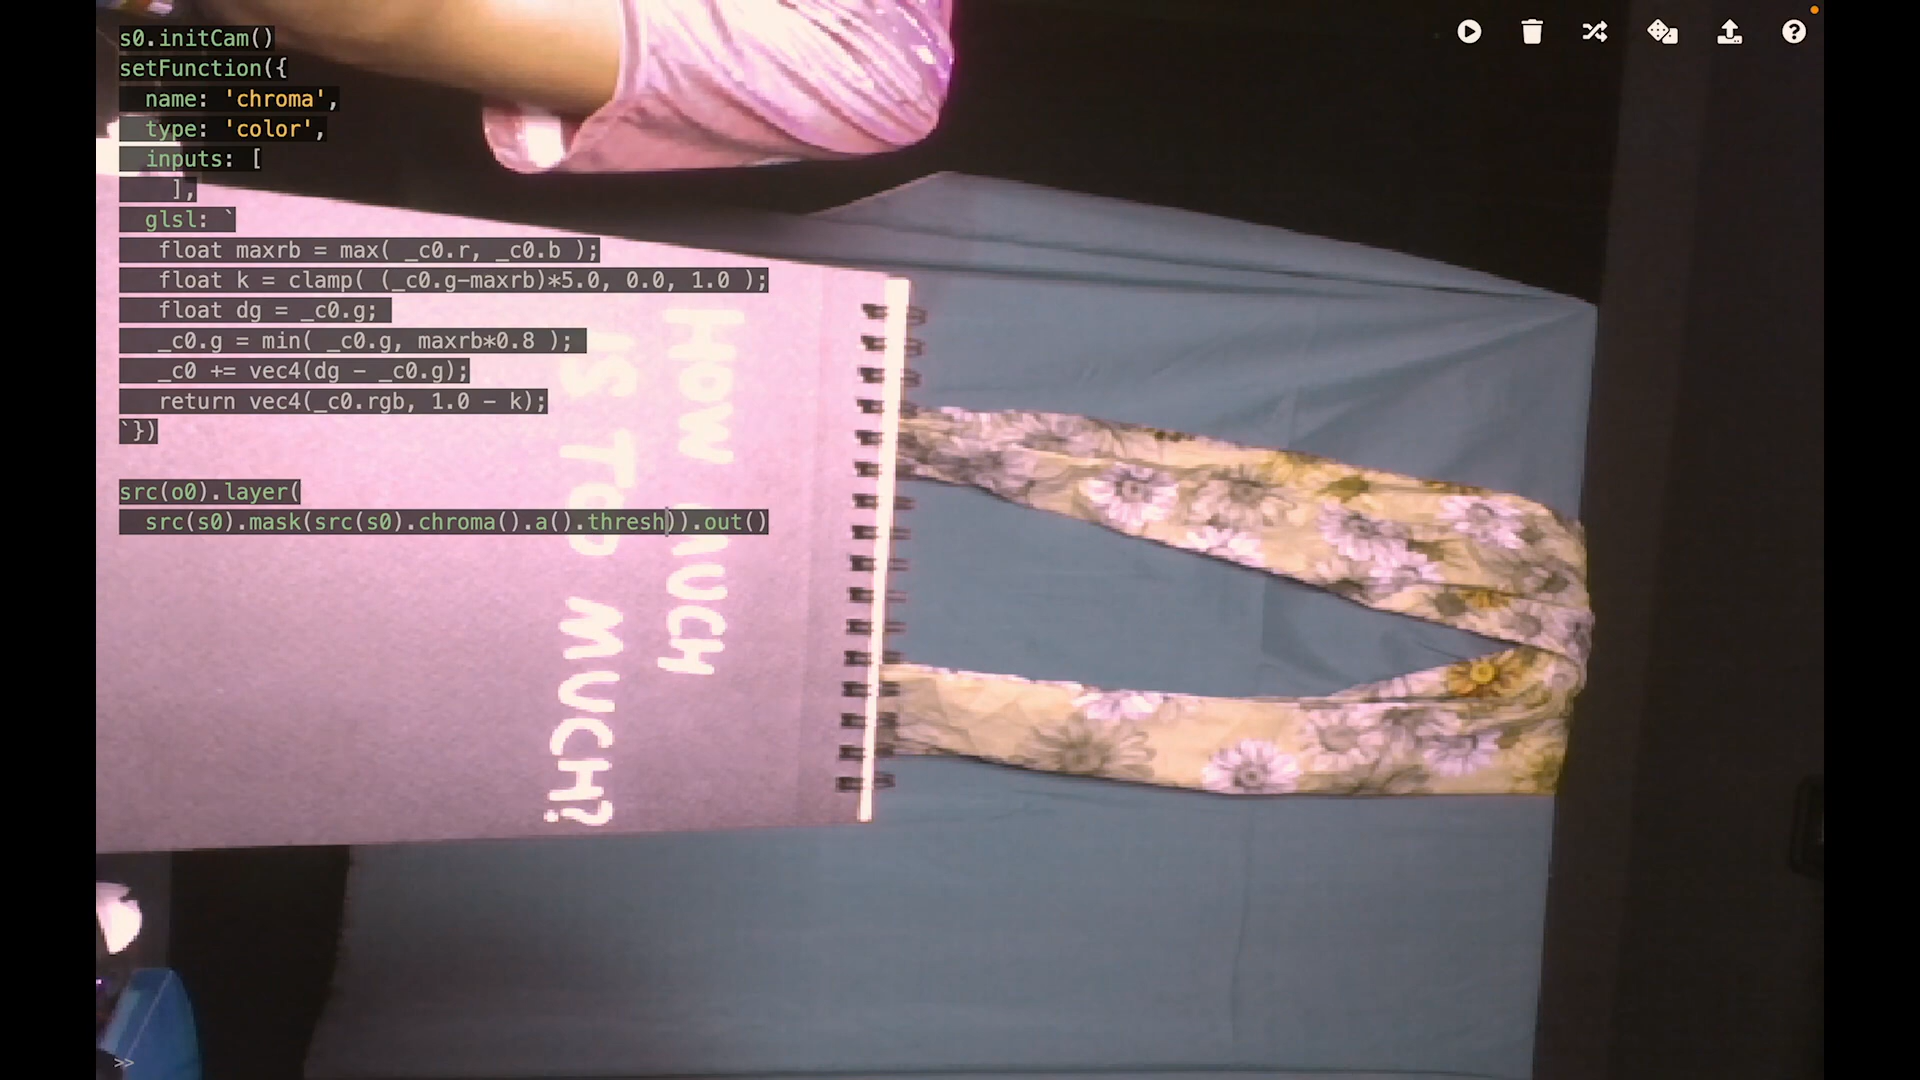 s0.initCam()
setFunction({
  name: 'chroma',
  type: 'color',
  inputs: [
    ],
  glsl: `
   float maxrb = max( _c0.r, _c0.b );
   float k = clamp( (_c0.g-maxrb)*5.0, 0.0, 1.0 );
   float dg = _c0.g;
   _c0.g = min( _c0.g, maxrb*0.8 );
   _c0 += vec4(dg - _c0.g);
   return vec4(_c0.rgb, 1.0 - k);
`})
src(o0).layer(
  src(s0).mask(src(s0).chroma().a().thresh)).out()
HOW MUCH
IS TOO MUCH?
>>